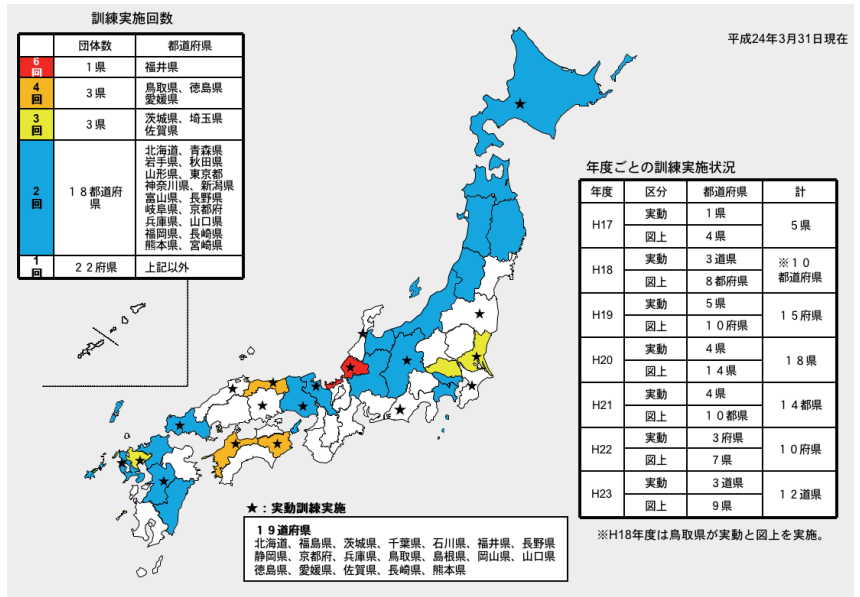 訓練実施回数
平成24年3月31日現在
団体数 都道府県
6回 1県 福井県
4回 3県 鳥取県、徳島県
愛媛県
3回 3県 茨城県、埼玉県
佐賀県
2回 18都道府県 北海道、青森県
岩手県、秋田県
山形県、東京都
神奈川県、新潟県
富山県、長野県
岐阜県、京都府
兵庫県、山口県
福岡県、長崎県
熊本県、宮崎県
1回 22府県 上記以外
年度ごとの訓練実施状況
年度 区分 都道府県 計
H17 実動 1県 5県
図上 4県
H18 実動 3道県 ※10都道府県
図上 8都府県
H19 実動 5県 15府県
図上 10府県
H20 実動 4県 18県
図上 14県
H21 実動 4県 14都県
図上 10都県
H22 実動 3府県 10府県
図上 7県
H23 実動 3道県 12道県
図上 9県
※H18年度は鳥取県が実動と図上を実施。
★：実動訓練実施
19道府県
北海道、福島県、茨城県、千葉県、石川県、福井県、長野県
静岡県、京都府、兵庫県、鳥取県、島根県、岡山県、山口県
徳島県、愛媛県、佐賀県、長崎県、熊本県